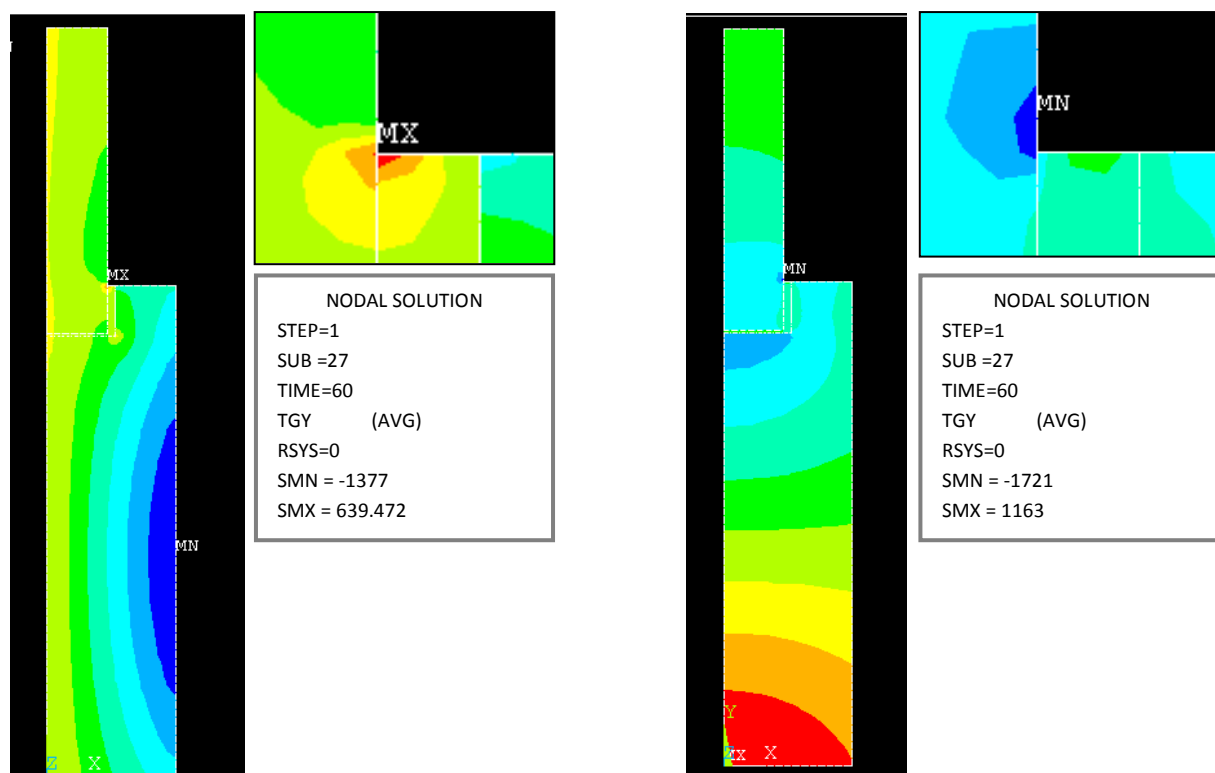 MX
MN
Z X
MX
NODAL SOLUTION
STEP=1
SUB =27
TIME=60
TGY (AVG)
RSYS=0
SMN = -1377
SMX = 639.472
MN
Y
X
MN
NODAL SOLUTION
STEP=1
SUB =27
TIME=60
TGY (AVG)
RSYS=0
SMN = -1721
SMX = 1163